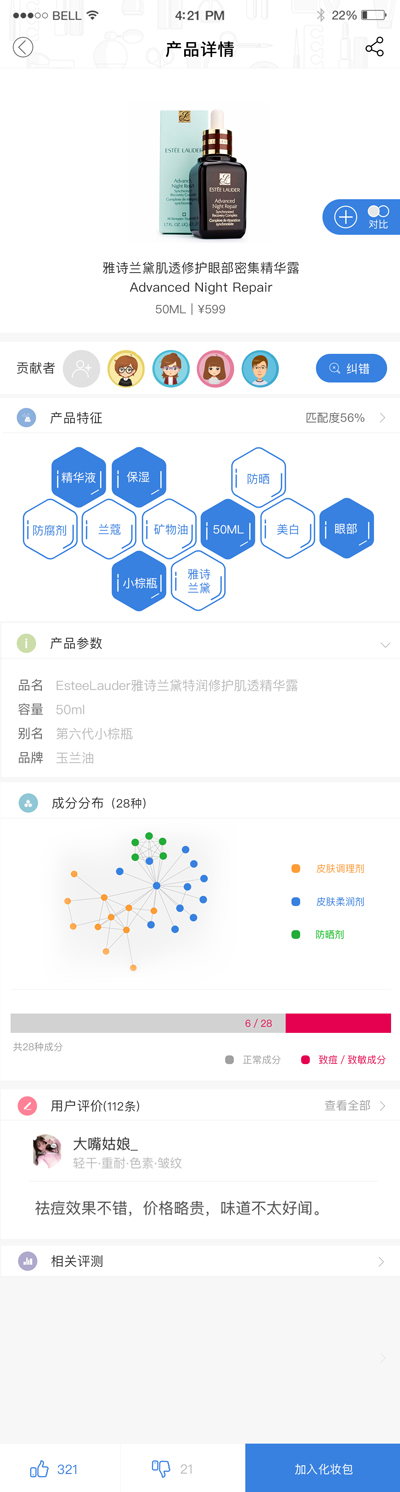 BELL 4:21 PM 22%
产品详情
ESTĒE LAUDER
Advanced
Night Repair
ESTĒE LAUDER
Advanced
Night Repair
对比
雅诗兰黛肌透修护眼部密集精华露
Advanced Night Repair
50ML | ¥599
贡献者 纠错
产品特征 匹配度56%
精华液 保湿 防晒
防腐剂 兰蔻 矿物油 50ML 美白 眼部
小棕瓶 雅诗
兰黛
产品参数
品名 EsteeLauder雅诗兰黛特润修护肌透精华露
容量 50ml
别名 第六代小棕瓶
品牌 玉兰油
成分分布（28种）
皮肤调理剂
皮肤柔润剂
防晒剂
6 / 28
共28种成分
正常成分 致痘 / 致敏成分
用户评价(112条) 查看全部
大嘴姑娘_
轻干·重耐·色素·皱纹
祛痘效果不错，价格略贵，味道不太好闻。
相关评测
321 21 加入化妆包